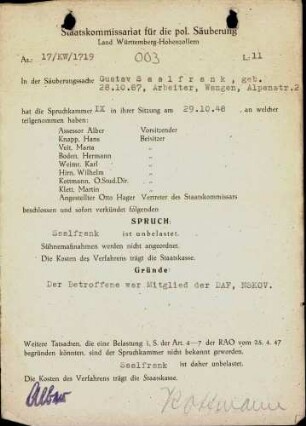 Staatskommissariat für die pol. Säuberung
Land Württemberg-Hohenzollern
Az.: 17/KW/1719
003
L: 11
In der Säuberungssache Gustav Seelfrank, geb.
28.10.87, Arbeiter, Wangen, Alpenstr.2
hat die Spruchkammer IX in ihrer Sitzung am 29.10.48 , an welcher
teilgenommen haben:
Assessor Alber Vorsitzender
Knapp, Hans Beisitzer
Veit, Maria „
Boden, Hermann „
Weimer, Karl „
Hirn, Wilhelm „
Kottmann, O.Stud.Dir. „
Klett, Martin „
Angestellter Otto Hager Vertreter des Staatskommissars
beschlossen und sofort verkündet folgenden
SPRUCH:
Seelfrank ist unbelastet.
Sühnemaßnahmen werden nicht angeordnet.
Die Kosten des Verfahrens trägt die Staatskasse.
Gründe:
Der Betroffene war Mitglied der DAF, NSKOV.
Weitere Tatsachen, die eine Belastung i. S. der Art. 4—7 der RAO vom 25. 4. 47
begründen könnten, sind der Spruchkammer nicht bekannt geworden.
Seelfrank ist daher unbelastet.
Die Kosten des Verfahrens trägt die Staatskasse.
Alber
Kottmann